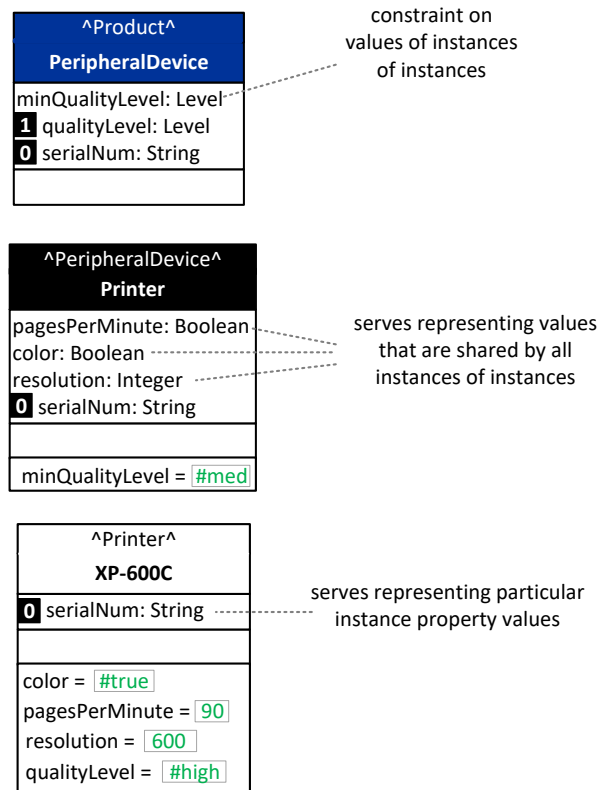 ^Product^
PeripheralDevice
minQualityLevel: Level
1 qualityLevel: Level
0 serialNum: String
constraint on
values of instances
of instances
^PeripheralDevice^
Printer
pagesPerMinute: Boolean
color: Boolean
resolution: Integer
0 serialNum: String
minQualityLevel = #med
serves representing values
that are shared by all
instances of instances
^Printer^
XP-600C
0 serialNum: String
color = #true
pagesPerMinute = 90
resolution = 600
qualityLevel = #high
serves representing particular
instance property values